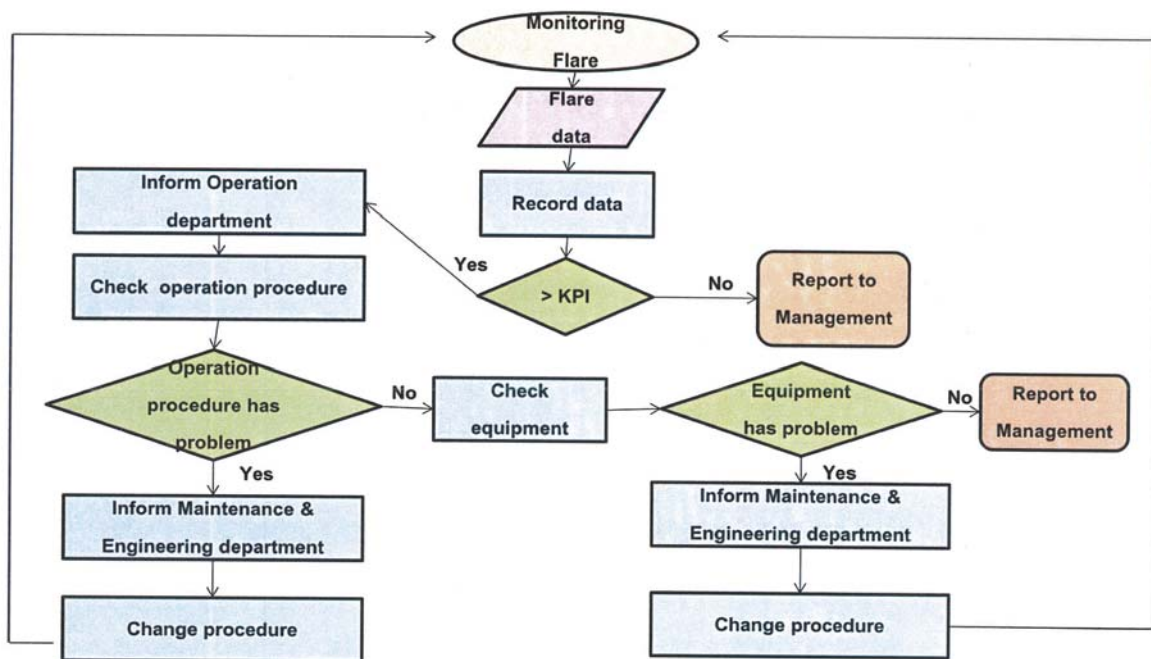 Monitoring
Flare
Flare
data
Record data
> KPI
Yes
No
Report to
Management
Inform Operation
department
Check operation procedure
Operation
procedure has
problem
No
Check
equipment
Equipment
has problem
No
Report to
Management
Yes
Inform Maintenance &
Engineering department
Change procedure
Yes
Inform Maintenance &
Engineering department
Change procedure